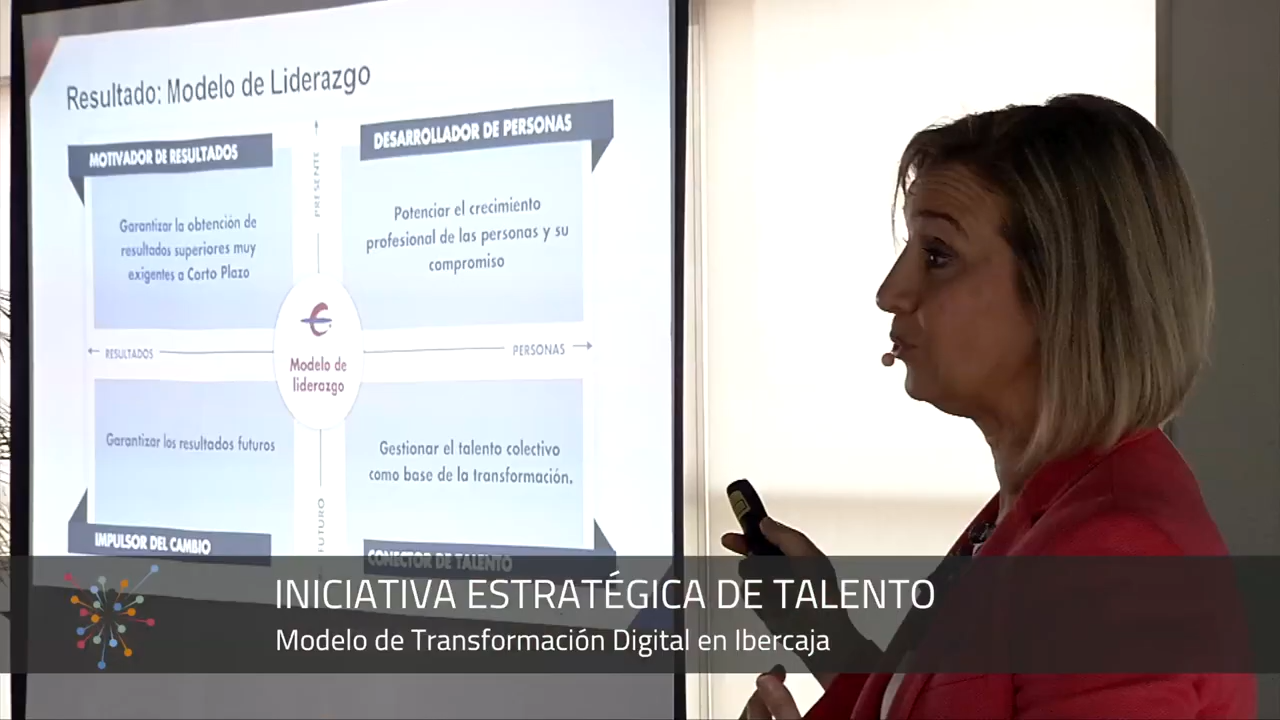 Resultado: Modelo de Liderazgo
MOTIVADOR DE RESULTADOS
DESARROLLADOR DE PERSONAS
PRESENTE
Garantizar la obtención de
resultados superiores muy
exigentes a Corto Plazo
Potenciar el crecimiento
profesional de las personas y su
compromiso
RESULTADOS
PERSONAS
Modelo de
liderazgo
Garantizar los resultados futuros
Gestionar el talento colectivo
como base de la transformación.
FUTURO
IMPULSOR DEL CAMBIO
CONECTOR DE TALENTO
INICIATIVA ESTRATÉGICA DE TALENTO
Modelo de Transformación Digital en Ibercaja